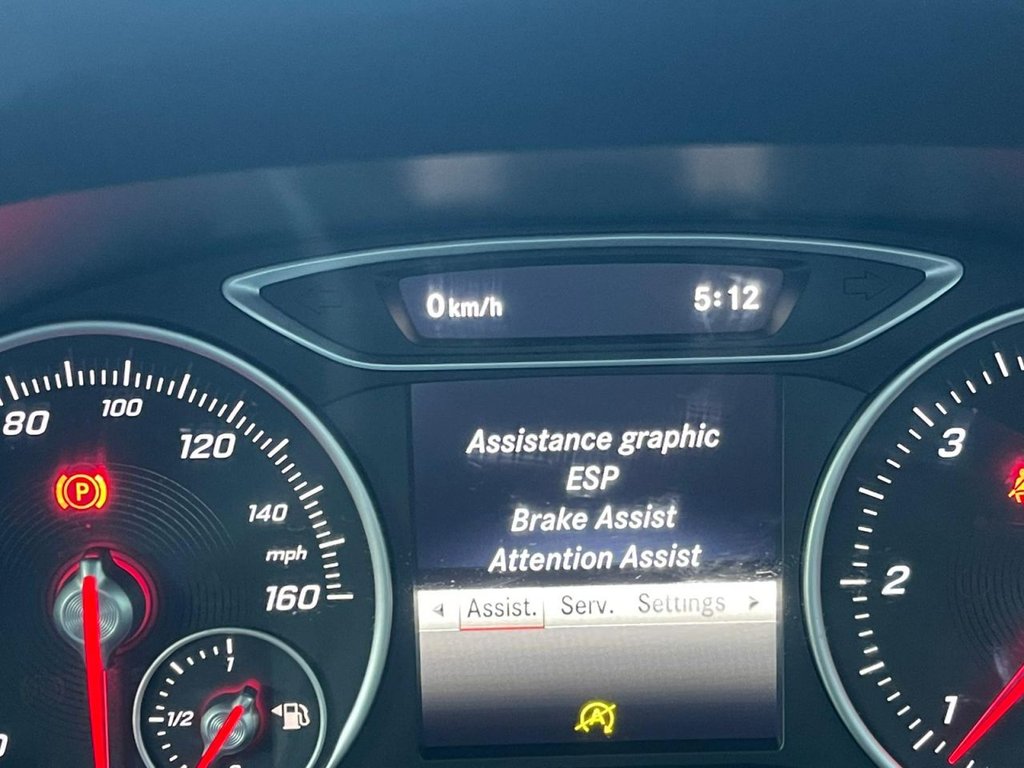 0 km/h 5:12
80 100 120 140 mph 160
P
1 1/2
Assistance graphic
ESP
Brake Assist
Attention Assist
Assist. Serv. Settings
A
3
2
1